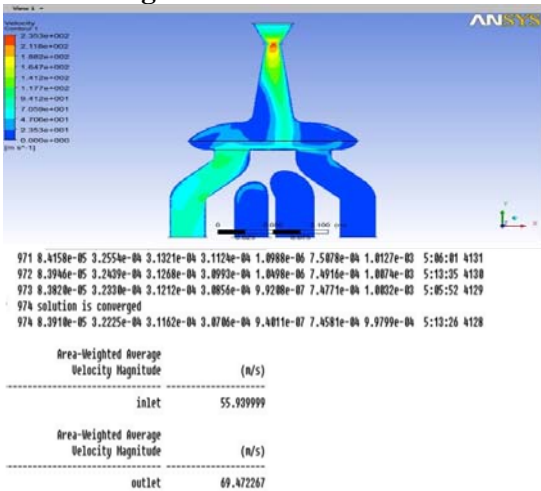 View 1
ANSYS
Velocity
Contour 1
2.353e+002
2.118e+002
1.882e+002
1.647e+002
1.412e+002
1.177e+002
9.412e+001
7.059e+001
4.706e+001
2.353e+001
0.000e+000
[m s^-1]
971 8.4158e-05 3.2554e-04 3.1321e-04 3.1124e-04 1.0988e-06 7.5078e-04 1.0127e-03 5:06:01 4131
972 8.3946e-05 3.2439e-04 3.1268e-04 3.0993e-04 1.0498e-06 7.4916e-04 1.0074e-03 5:13:35 4130
973 8.3820e-05 3.2330e-04 3.1212e-04 3.0856e-04 9.9208e-07 7.4771e-04 1.0032e-03 5:05:52 4129
974 solution is converged
974 8.3910e-05 3.2225e-04 3.1162e-04 3.0706e-04 9.4011e-07 7.4581e-04 9.9799e-04 5:13:26 4128
Area-Weighted Average
Velocity Magnitude (m/s)
inlet 55.939999
Area-Weighted Average
Velocity Magnitude (m/s)
outlet 69.472267